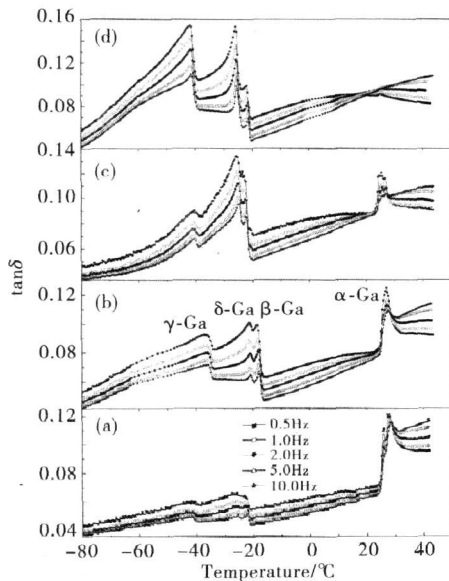 0.16
(d)
0.12
0.08
0.14
(c)
0.10
0.06
tanδ
(b)
0.12
γ-Ga
δ-Ga
β-Ga
α-Ga
0.08
0.12
(a)
0.5Hz
1.0Hz
2.0Hz
5.0Hz
10.0Hz
0.08
0.04
-80
-60
-40
-20
0
20
40
Temperature/°C